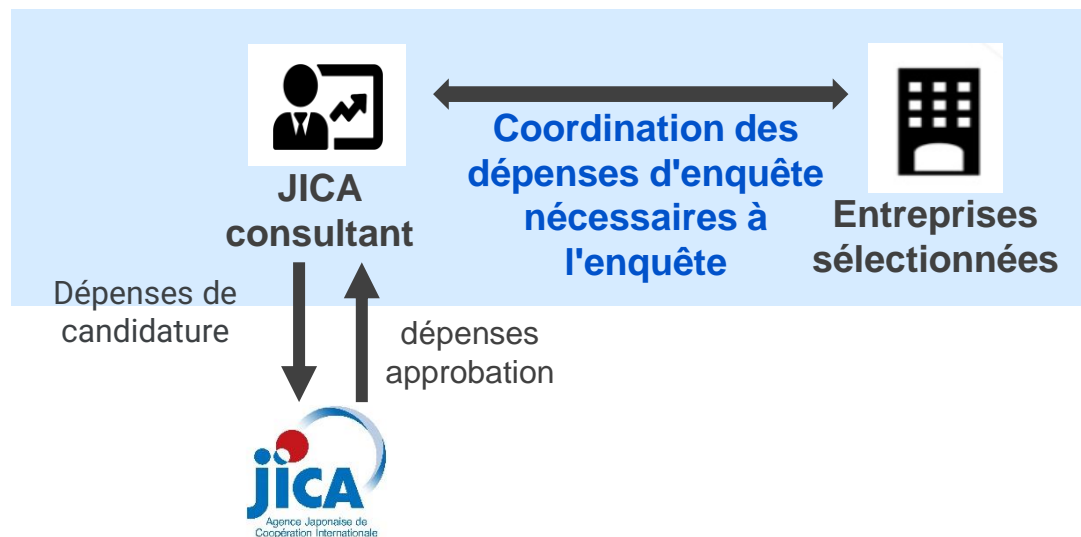 JICA
consultant
Coordination des
dépenses d'enquête
nécessaires à
l'enquête
Entreprises
sélectionnées
Dépenses de
candidature
dépenses
approbation
jICA
Agence Japonaise de
Coopération Internationale